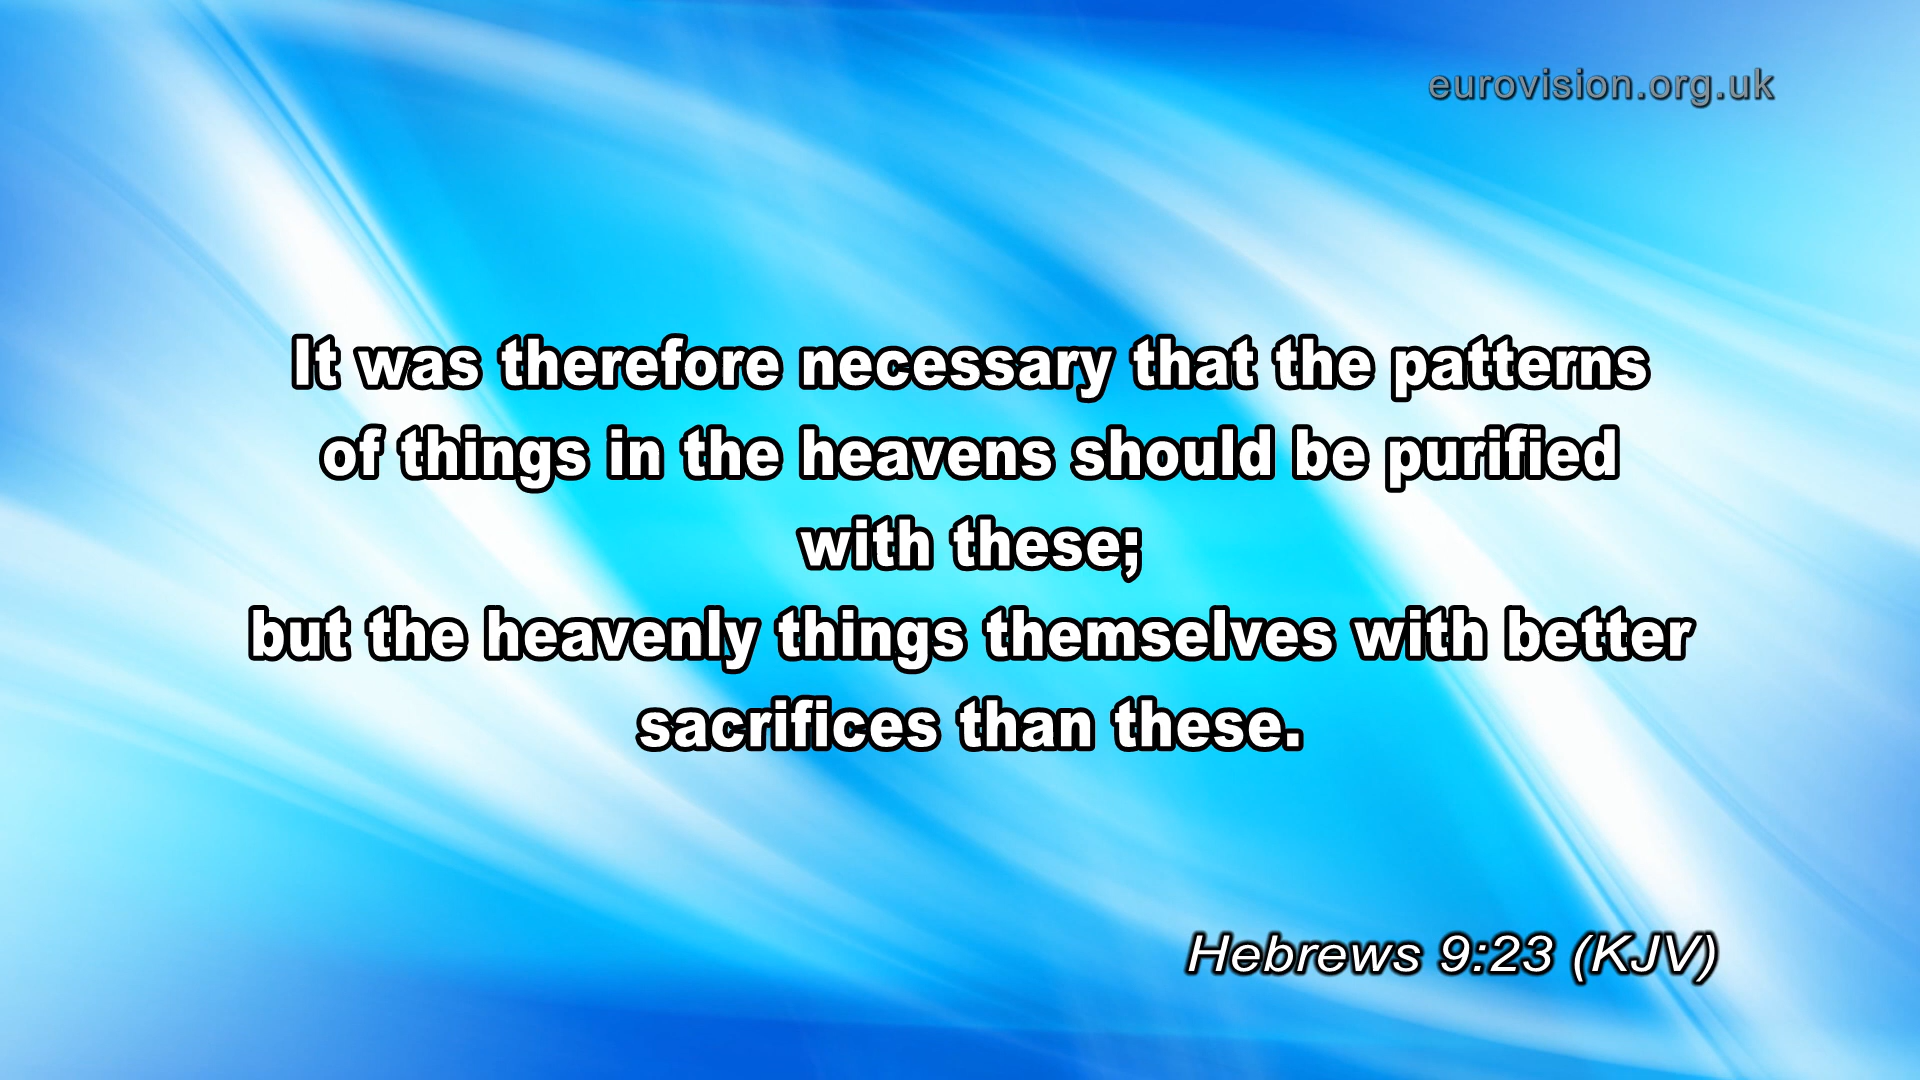 eurovision.org.uk
It was therefore necessary that the patterns
of things in the heavens should be purified
with these;
but the heavenly things themselves with better
sacrifices than these.
Hebrews 9:23 (KJV)